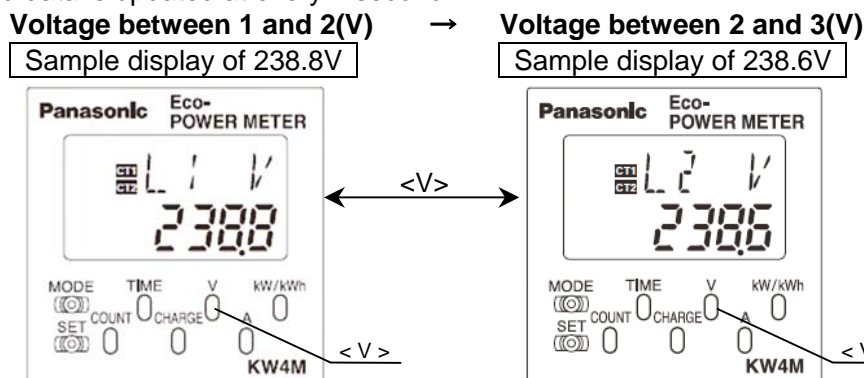 Voltage between 1 and 2(V) → Voltage between 2 and 3(V)
Sample display of 238.8V
Sample display of 238.6V
Panasonic Eco-
POWER METER
CT1
CT2
L 1 V
238.8
MODE TIME V kW/kWh
SET COUNT CHARGE A
< V >
KW4M
<V>
Panasonic Eco-
POWER METER
CT1
CT2
L 2 V
238.6
MODE TIME V kW/kWh
SET COUNT CHARGE A
KW4M